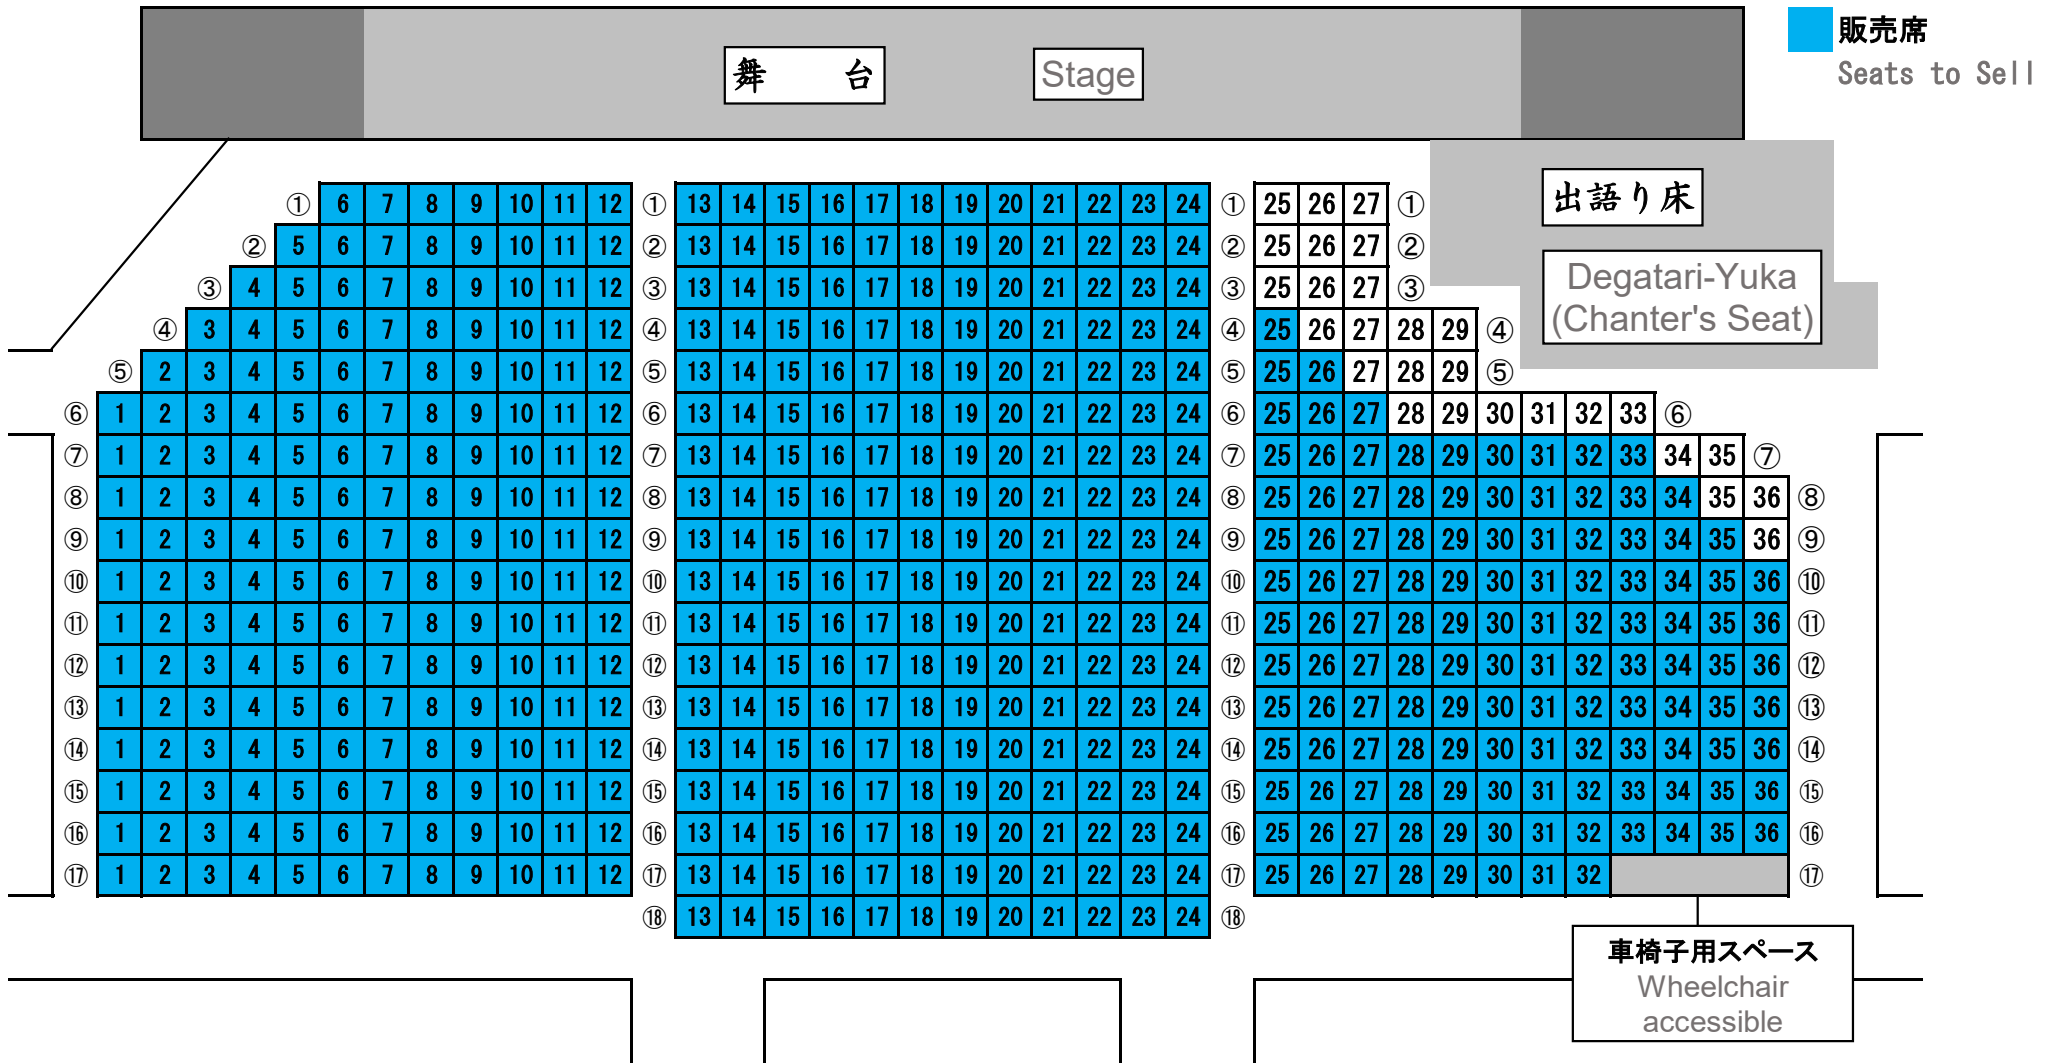 舞 台
Stage
販売席
Seats to Sell
出語り床
Degatari-Yuka
(Chanter's Seat)
① 6 7 8 9 10 11 12 ① 13 14 15 16 17 18 19 20 21 22 23 24 ① 25 26 27 ①
② 5 6 7 8 9 10 11 12 ② 13 14 15 16 17 18 19 20 21 22 23 24 ② 25 26 27 ②
③ 4 5 6 7 8 9 10 11 12 ③ 13 14 15 16 17 18 19 20 21 22 23 24 ③ 25 26 27 ③
④ 3 4 5 6 7 8 9 10 11 12 ④ 13 14 15 16 17 18 19 20 21 22 23 24 ④ 25 26 27 28 29 ④
⑤ 2 3 4 5 6 7 8 9 10 11 12 ⑤ 13 14 15 16 17 18 19 20 21 22 23 24 ⑤ 25 26 27 28 29 ⑤
⑥ 1 2 3 4 5 6 7 8 9 10 11 12 ⑥ 13 14 15 16 17 18 19 20 21 22 23 24 ⑥ 25 26 27 28 29 30 31 32 33 ⑥
⑦ 1 2 3 4 5 6 7 8 9 10 11 12 ⑦ 13 14 15 16 17 18 19 20 21 22 23 24 ⑦ 25 26 27 28 29 30 31 32 33 34 35 ⑦
⑧ 1 2 3 4 5 6 7 8 9 10 11 12 ⑧ 13 14 15 16 17 18 19 20 21 22 23 24 ⑧ 25 26 27 28 29 30 31 32 33 34 35 36 ⑧
⑨ 1 2 3 4 5 6 7 8 9 10 11 12 ⑨ 13 14 15 16 17 18 19 20 21 22 23 24 ⑨ 25 26 27 28 29 30 31 32 33 34 35 36 ⑨
⑩ 1 2 3 4 5 6 7 8 9 10 11 12 ⑩ 13 14 15 16 17 18 19 20 21 22 23 24 ⑩ 25 26 27 28 29 30 31 32 33 34 35 36 ⑩
⑪ 1 2 3 4 5 6 7 8 9 10 11 12 ⑪ 13 14 15 16 17 18 19 20 21 22 23 24 ⑪ 25 26 27 28 29 30 31 32 33 34 35 36 ⑪
⑫ 1 2 3 4 5 6 7 8 9 10 11 12 ⑫ 13 14 15 16 17 18 19 20 21 22 23 24 ⑫ 25 26 27 28 29 30 31 32 33 34 35 36 ⑫
⑬ 1 2 3 4 5 6 7 8 9 10 11 12 ⑬ 13 14 15 16 17 18 19 20 21 22 23 24 ⑬ 25 26 27 28 29 30 31 32 33 34 35 36 ⑬
⑭ 1 2 3 4 5 6 7 8 9 10 11 12 ⑭ 13 14 15 16 17 18 19 20 21 22 23 24 ⑭ 25 26 27 28 29 30 31 32 33 34 35 36 ⑭
⑮ 1 2 3 4 5 6 7 8 9 10 11 12 ⑮ 13 14 15 16 17 18 19 20 21 22 23 24 ⑮ 25 26 27 28 29 30 31 32 33 34 35 36 ⑮
⑯ 1 2 3 4 5 6 7 8 9 10 11 12 ⑯ 13 14 15 16 17 18 19 20 21 22 23 24 ⑯ 25 26 27 28 29 30 31 32 33 34 35 36 ⑯
⑰ 1 2 3 4 5 6 7 8 9 10 11 12 ⑰ 13 14 15 16 17 18 19 20 21 22 23 24 ⑰ 25 26 27 28 29 30 31 32 ⑰
⑱ 13 14 15 16 17 18 19 20 21 22 23 24 ⑱
車椅子用スペース
Wheelchair
accessible